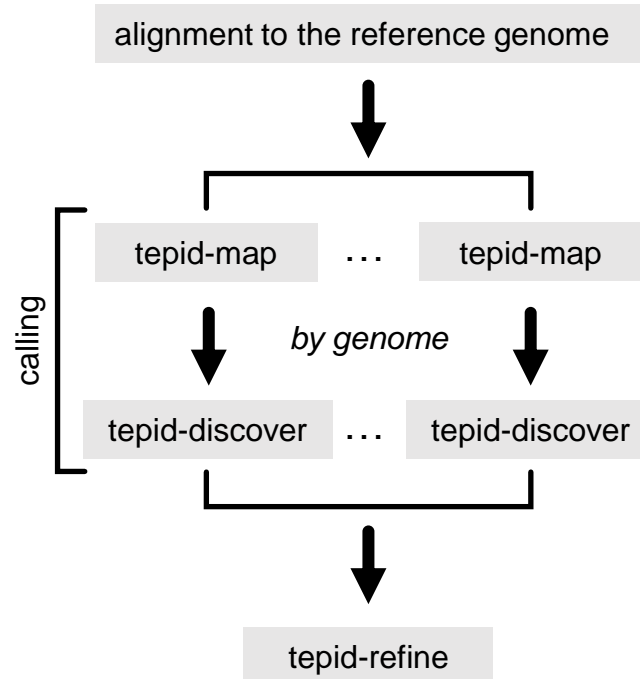 alignment to the reference genome
tepid-map ... tepid-map
calling
by genome
tepid-discover ... tepid-discover
tepid-refine